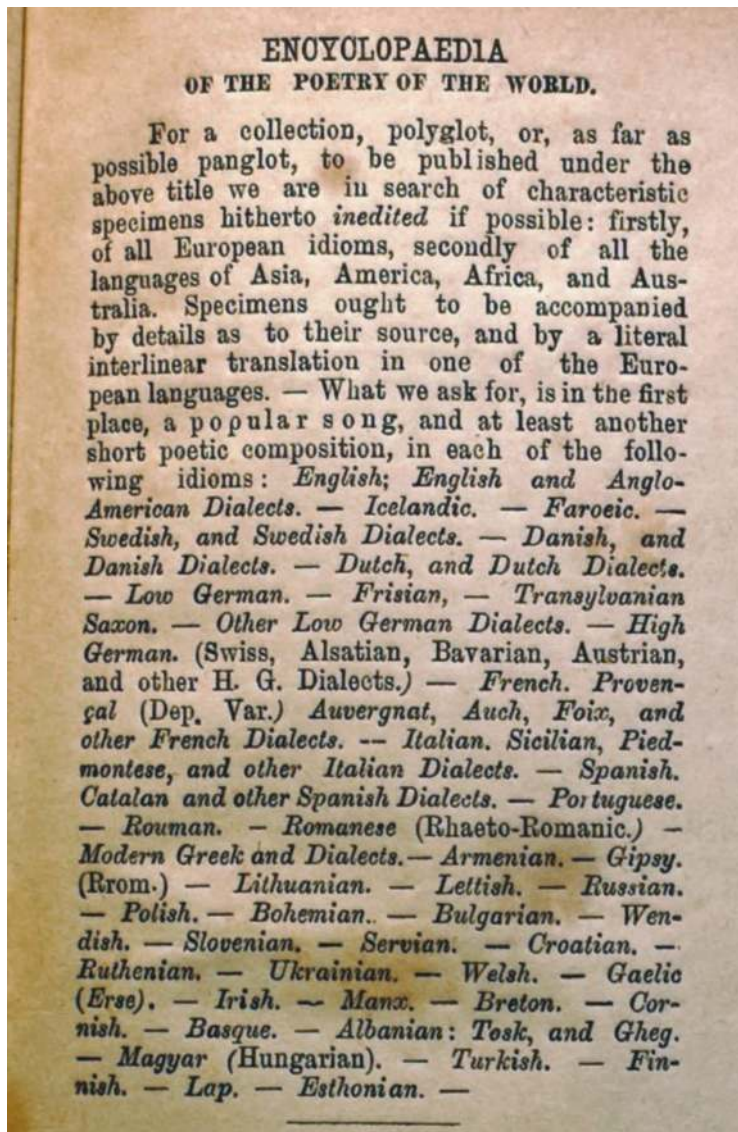 ENCYCLOPAEDIA
OF THE POETRY OF THE WORLD.
For a collection, polyglot, or, as far as
possible panglot, to be published under the
above title we are in search of characteristic
specimens hitherto inedited if possible: firstly,
of all European idioms, secondly of all the
languages of Asia, America, Africa, and Aus-
tralia. Specimens ought to be accompanied
by details as to their source, and by a literal
interlinear translation in one of the Euro-
pean languages. — What we ask for, is in the first
place, a popular song, and at least another
short poetic composition, in each of the follo-
wing idioms: English; English and Anglo-
American Dialects. — Icelandic. — Faroeic. —
Swedish, and Swedish Dialects. — Danish, and
Danish Dialects. — Dutch, and Dutch Dialects.
— Low German. — Frisian, — Transylvanian
Saxon. — Other Low German Dialects. — High
German. (Swiss, Alsatian, Bavarian, Austrian,
and other H. G. Dialects.) — French. Proven-
çal (Dep. Var.) Auvergnat, Auch, Foix, and
other French Dialects. — Italian. Sicilian, Pied-
montese, and other Italian Dialects. — Spanish.
Catalan and other Spanish Dialects. — Portuguese.
— Rouman. — Romanese (Rhaeto-Romanic.) —
Modern Greek and Dialects. — Armenian. — Gipsy.
(Rrom.) — Lithuanian. — Lettish. — Russian.
— Polish. — Bohemian. — Bulgarian. — Wen-
dish. — Slovenian. — Servian. — Croatian. —
Ruthenian. — Ukrainian. — Welsh. — Gaelic
(Erse). — Irish. — Manx. — Breton. — Cor-
nish. — Basque. — Albanian: Tosk, and Gheg.
— Magyar (Hungarian). — Turkish. — Fin-
nish. — Lap. — Esthonian. —